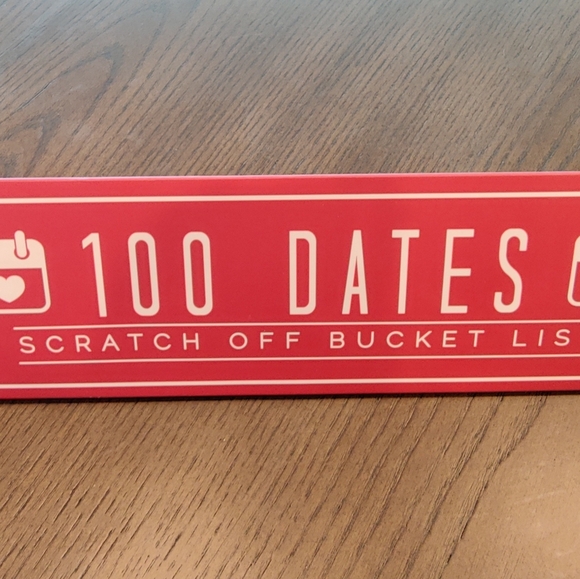 100 DATES
SCRATCH OFF BUCKET LIS